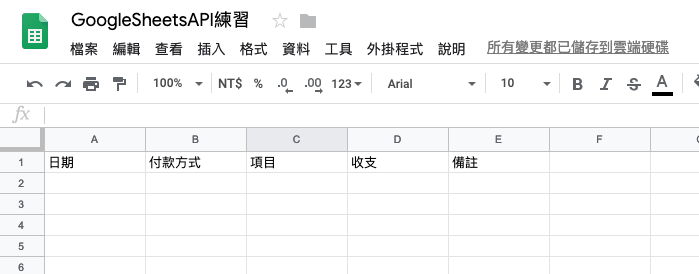 GoogleSheetsAPI練習
檔案 編輯 查看 插入 格式 資料 工具 外掛程式 說明 所有變更都已儲存到雲端硬碟
100% NT$ % .0 .00 123 Arial 10 B I S A
fx
A B C D E F
1 日期 付款方式 項目 收支 備註
2
3
4
5
6